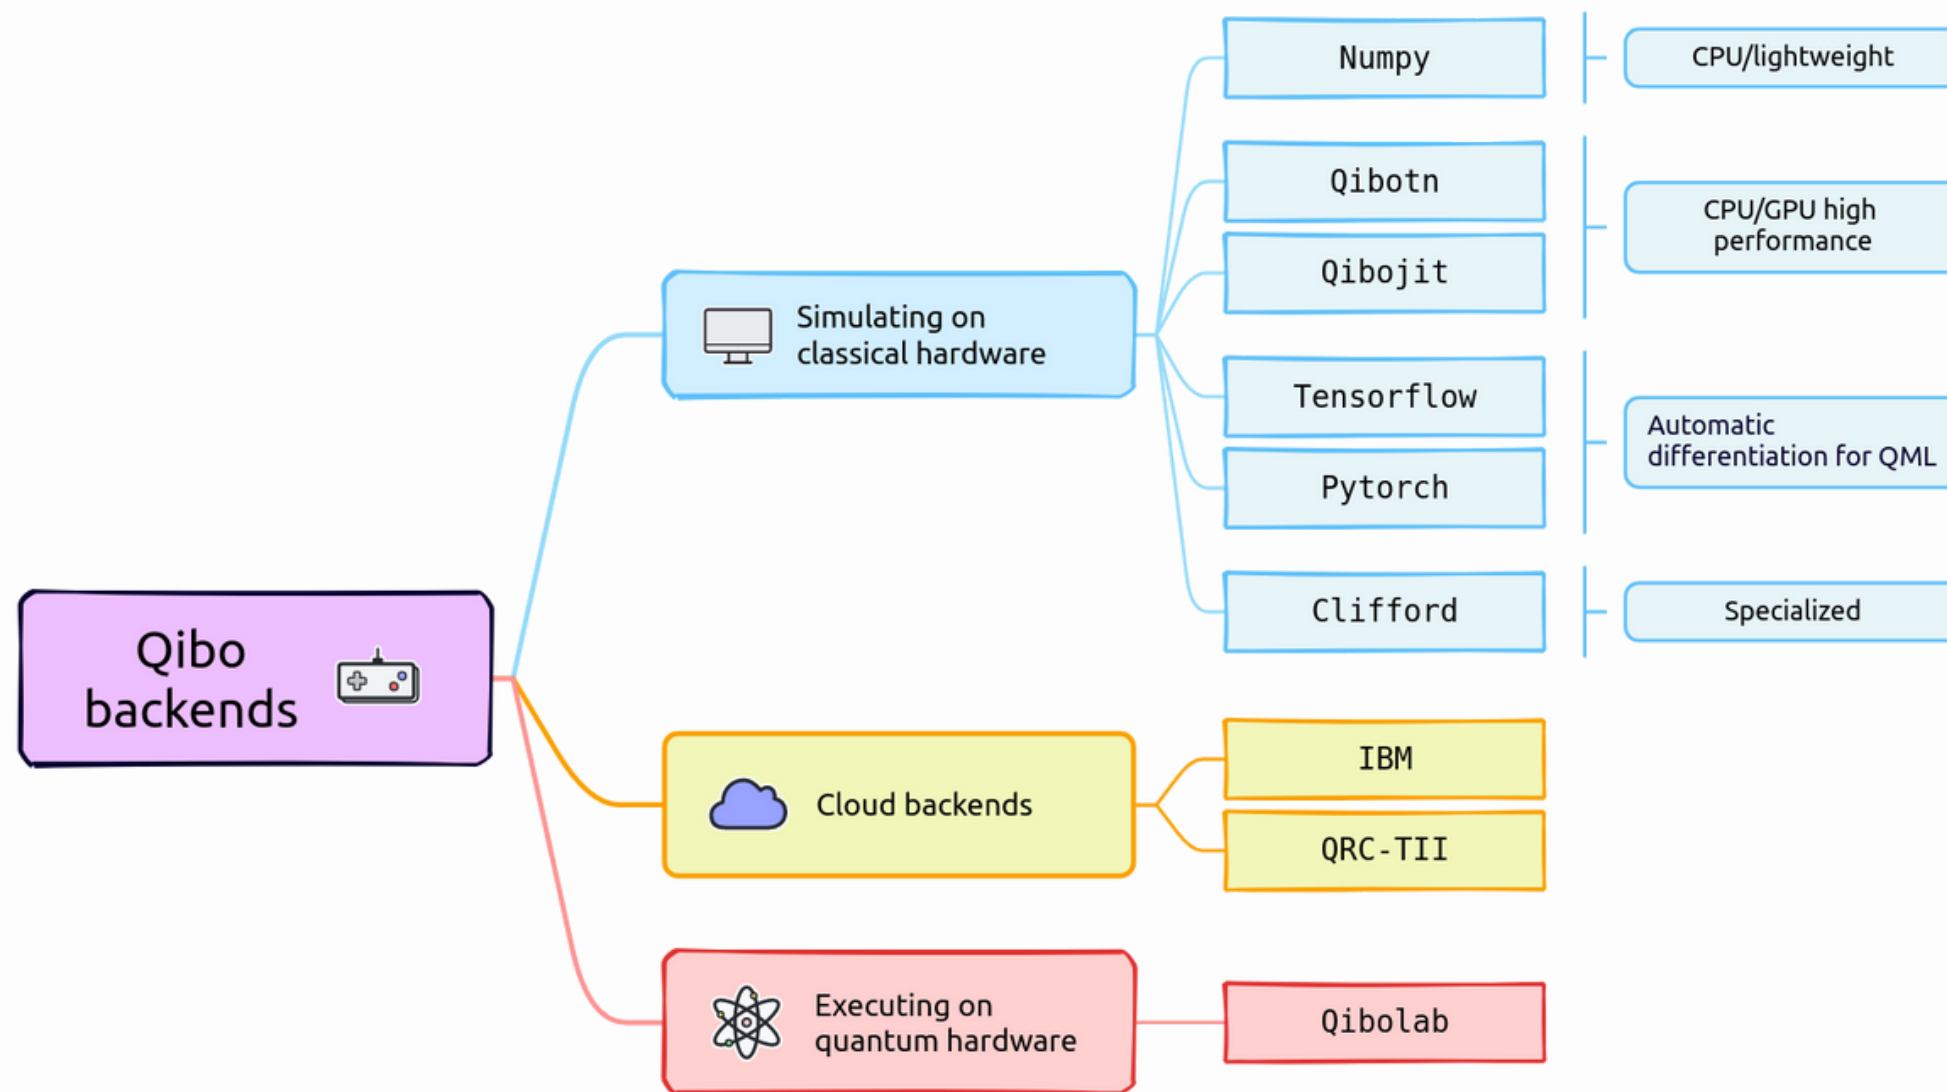 Qibo
backends
Simulating on
classical hardware
Numpy
CPU/lightweight
Qibotn
Qibojit
CPU/GPU high
performance
Tensorflow
Pytorch
Automatic
differentiation for QML
Clifford
Specialized
Cloud backends
IBM
QRC-TII
Executing on
quantum hardware
Qibolab